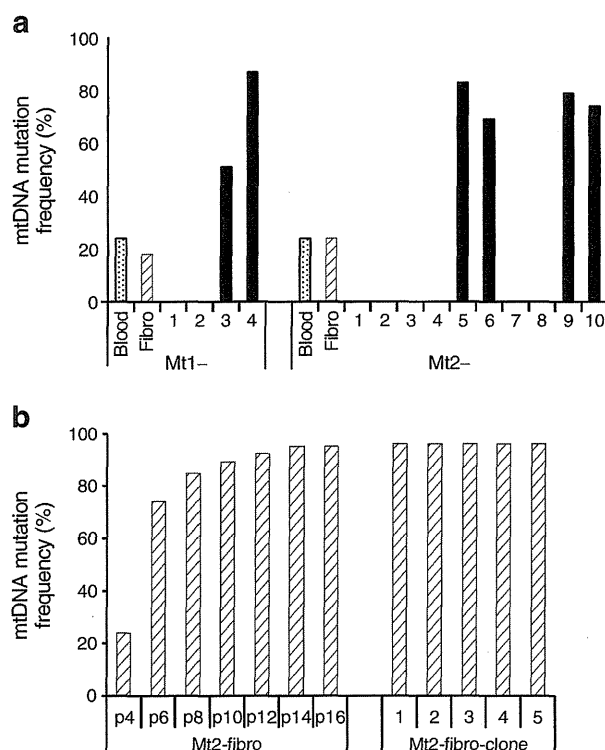 a
mtDNA mutation
frequency (%)
100
80
60
40
20
0
Blood
Fibro
1 2 3 4
Mt1–
Blood
Fibro
1 2 3 4 5 6 7 8 9 10
Mt2–
b
mtDNA mutation
frequency (%)
100
80
60
40
20
0
p4 p6 p8 p10 p12 p14 p16
Mt2-fibro
1 2 3 4 5
Mt2-fibro-clone